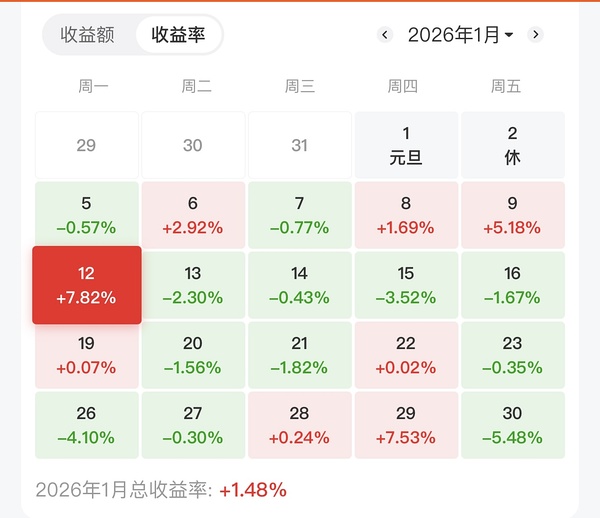 收益额 收益率 2026年1月
周一 周二 周三 周四 周五
29 30 31 1 2
元旦 休
5 6 7 8 9
−0.57% +2.92% −0.77% +1.69% +5.18%
12 13 14 15 16
+7.82% −2.30% −0.43% −3.52% −1.67%
19 20 21 22 23
+0.07% −1.56% −1.82% +0.02% −0.35%
26 27 28 29 30
−4.10% −0.30% +0.24% +7.53% −5.48%
2026年1月总收益率: +1.48%